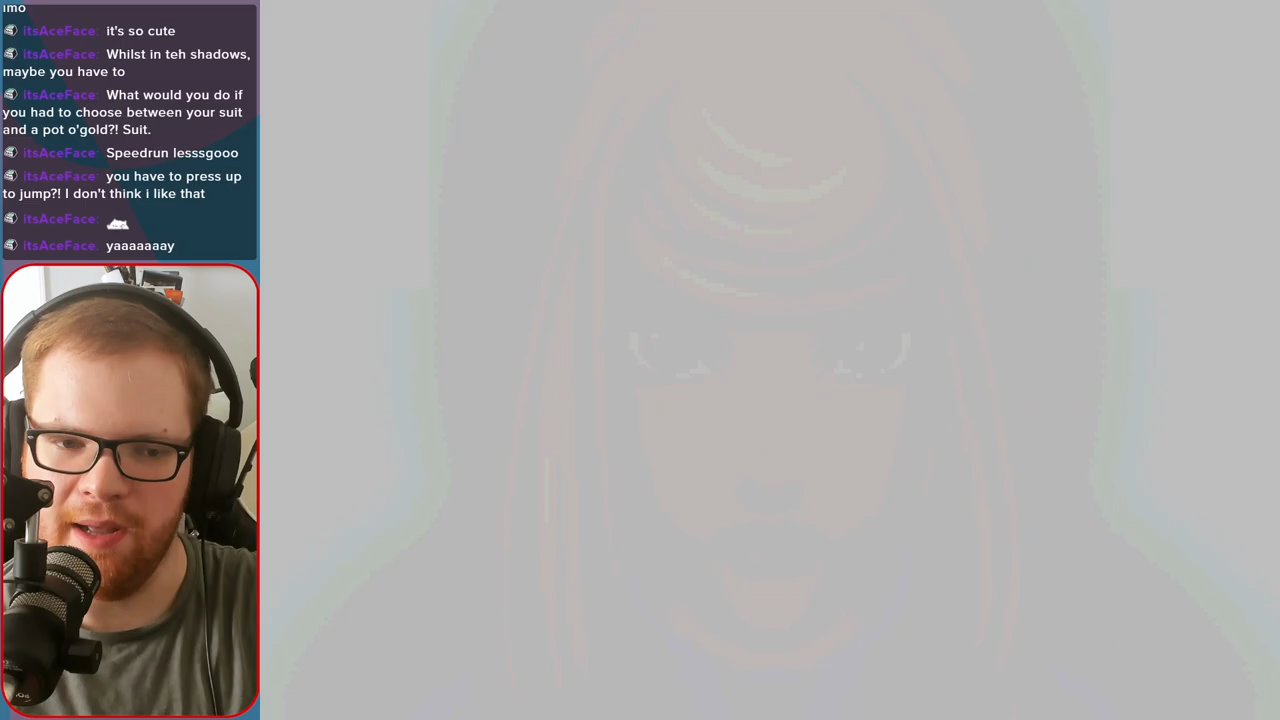 imo
itsAceFace: it's so cute
itsAceFace: Whilst in teh shadows,
maybe you have to
itsAceFace: What would you do if
you had to choose between your suit
and a pot o'gold?! Suit.
itsAceFace: Speedrun lesssgooo
itsAceFace: you have to press up
to jump?! I don't think i like that
itsAceFace:
itsAceFace: yaaaaaaay